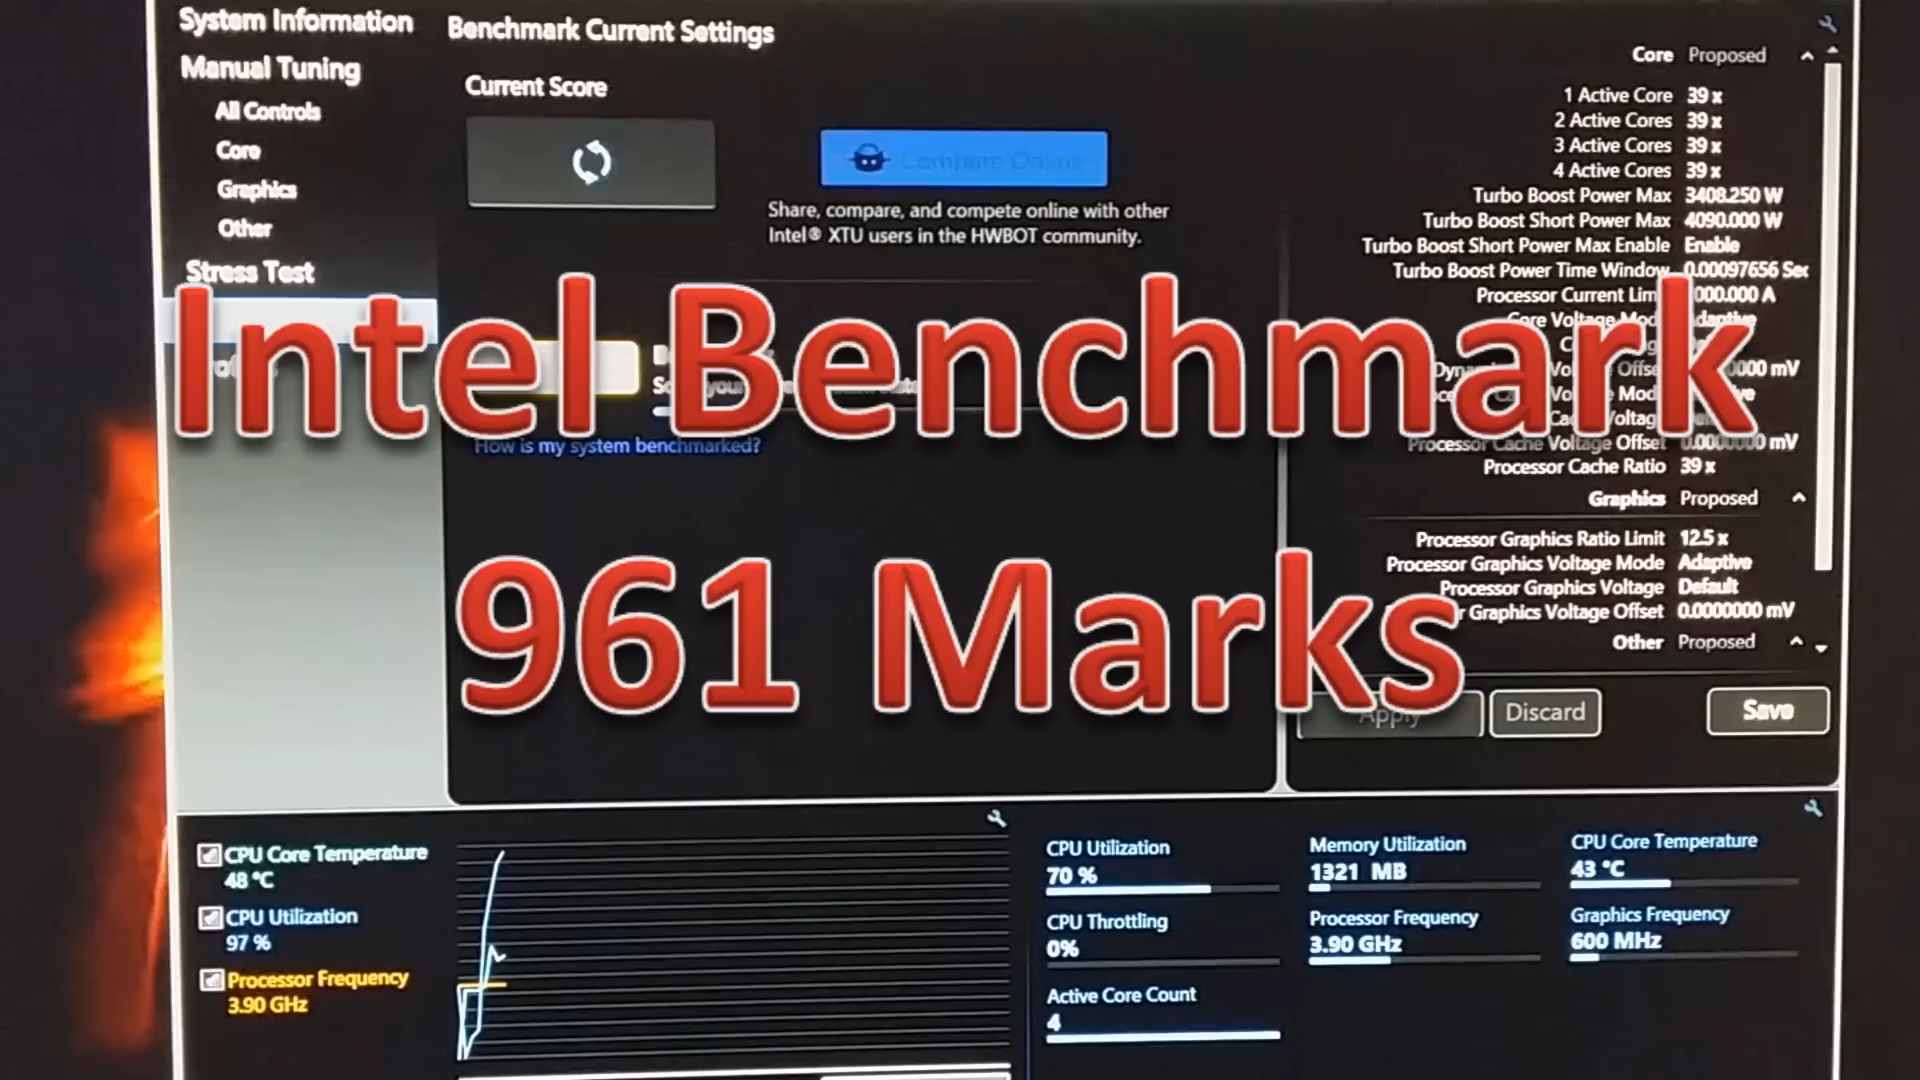 System Information
Manual Tuning
All Controls
Core
Graphics
Other
Stress Test
Benchmark Current Settings
Current Score
Compare Online
Share, compare, and compete online with other
Intel® XTU users in the HWBOT community.
How is my system benchmarked?
Core Proposed
1 Active Core 39 x
2 Active Cores 39 x
3 Active Cores 39 x
4 Active Cores 39 x
Turbo Boost Power Max 3408.250 W
Turbo Boost Short Power Max 4090.000 W
Turbo Boost Short Power Max Enable Enable
Turbo Boost Power Time Window 0.00097656 Sec
Processor Current
Core
Processor Cache Voltage Offset 0.0000000 mV
Processor Cache Ratio 39 x
Graphics Proposed
Processor Graphics Ratio Limit 12.5 x
Processor Graphics Voltage Mode Adaptive
Processor Graphics Voltage Default
Graphics Voltage Offset 0.0000000 mV
Other Proposed
Apply Discard Save
Intel Benchmark
961 Marks
CPU Core Temperature
48 °C
CPU Utilization
97 %
Processor Frequency
3.90 GHz
CPU Utilization
70 %
Memory Utilization
1321 MB
CPU Core Temperature
43 °C
CPU Throttling
0%
Processor Frequency
3.90 GHz
Graphics Frequency
600 MHz
Active Core Count
4